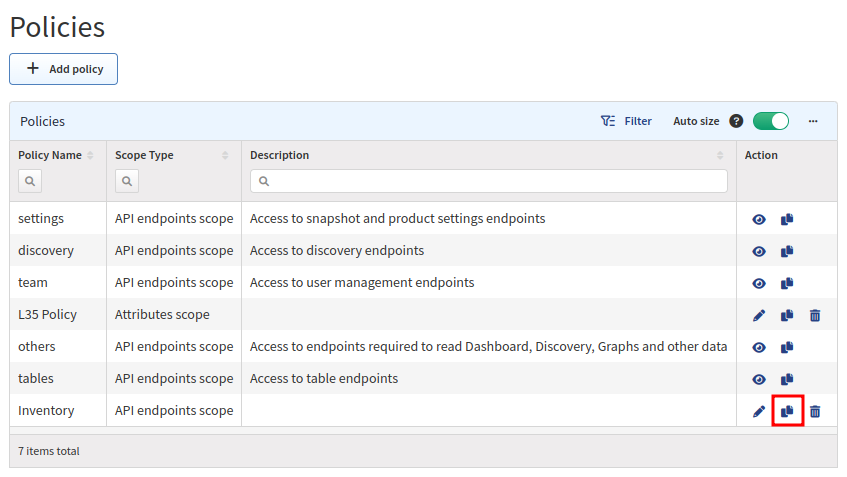 Policies
+ Add policy
Policies Filter Auto size ? ...
Policy Name Scope Type Description Action
settings API endpoints scope Access to snapshot and product settings endpoints
discovery API endpoints scope Access to discovery endpoints
team API endpoints scope Access to user management endpoints
L35 Policy Attributes scope
others API endpoints scope Access to endpoints required to read Dashboard, Discovery, Graphs and other data
tables API endpoints scope Access to table endpoints
Inventory API endpoints scope
7 items total